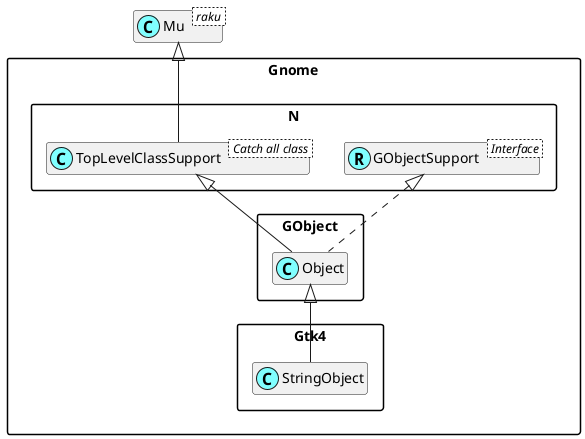 C Mu raku
Gnome
N
C TopLevelClassSupport Catch all class
R GObjectSupport Interface
GObject
C Object
Gtk4
C StringObject